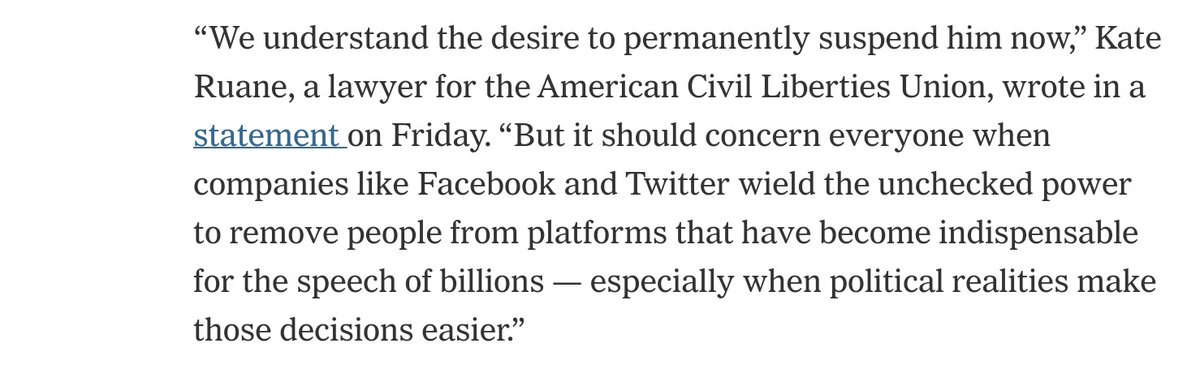 “We understand the desire to permanently suspend him now,” Kate
Ruane, a lawyer for the American Civil Liberties Union, wrote in a
statement on Friday. “But it should concern everyone when
companies like Facebook and Twitter wield the unchecked power
to remove people from platforms that have become indispensable
for the speech of billions — especially when political realities make
those decisions easier.”